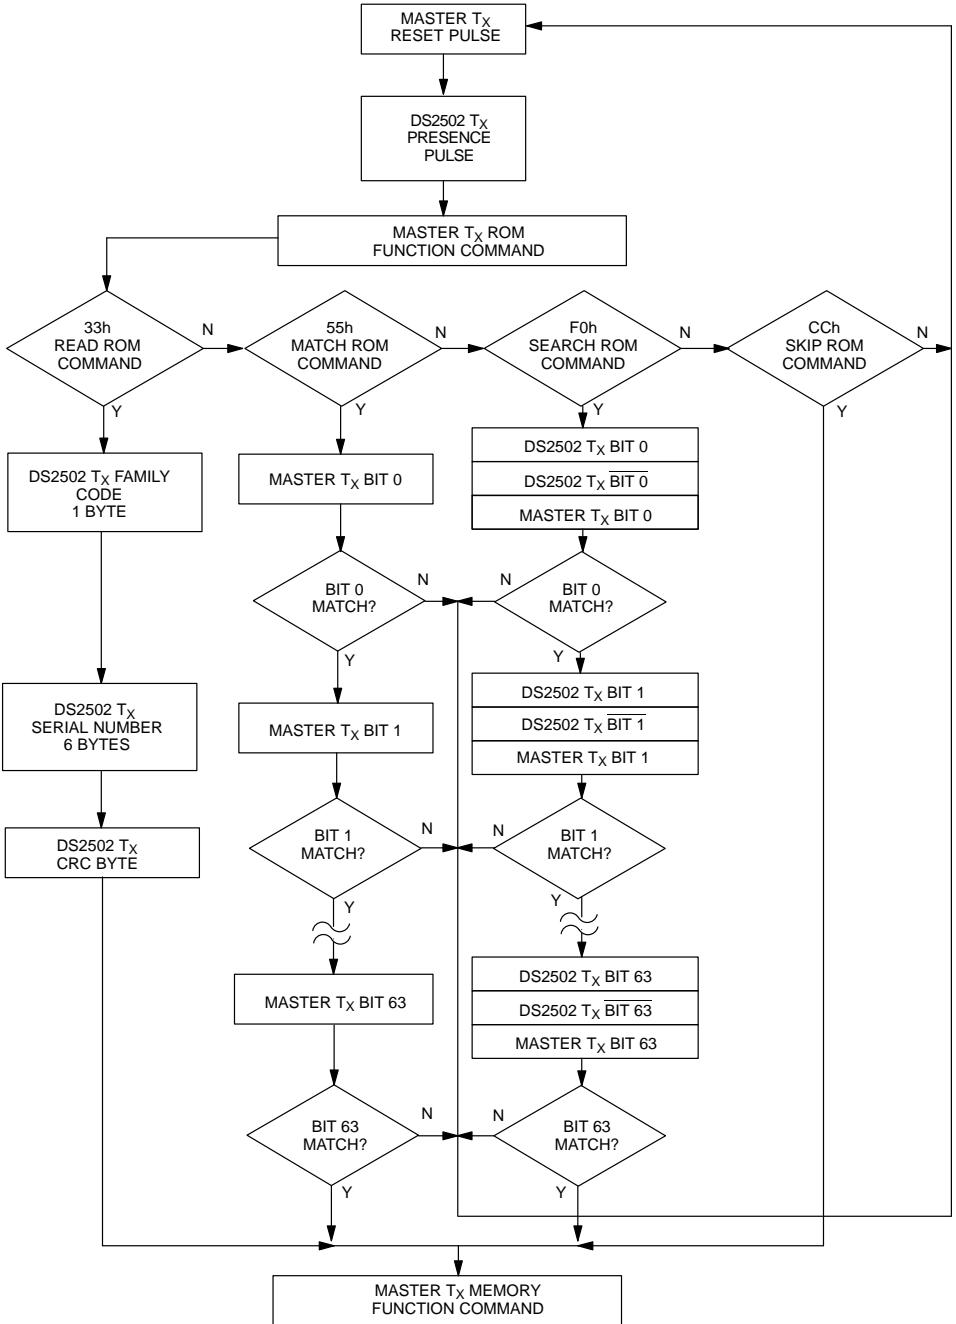 MASTER TX
RESET PULSE
DS2502 TX
PRESENCE
PULSE
MASTER TX ROM
FUNCTION COMMAND
33h
READ ROM
COMMAND
N
Y
55h
MATCH ROM
COMMAND
N
Y
F0h
SEARCH ROM
COMMAND
N
Y
CCh
SKIP ROM
COMMAND
N
Y
DS2502 TX FAMILY
CODE
1 BYTE
DS2502 TX
SERIAL NUMBER
6 BYTES
DS2502 TX
CRC BYTE
MASTER TX BIT 0
BIT 0
MATCH?
N
Y
MASTER TX BIT 1
BIT 1
MATCH?
N
Y
MASTER TX BIT 63
BIT 63
MATCH?
N
Y
DS2502 TX BIT 0
DS2502 TX BIT 0
MASTER TX BIT 0
BIT 0
MATCH?
N
Y
DS2502 TX BIT 1
DS2502 TX BIT 1
MASTER TX BIT 1
BIT 1
MATCH?
N
Y
DS2502 TX BIT 63
DS2502 TX BIT 63
MASTER TX BIT 63
BIT 63
MATCH?
N
Y
MASTER TX MEMORY
FUNCTION COMMAND